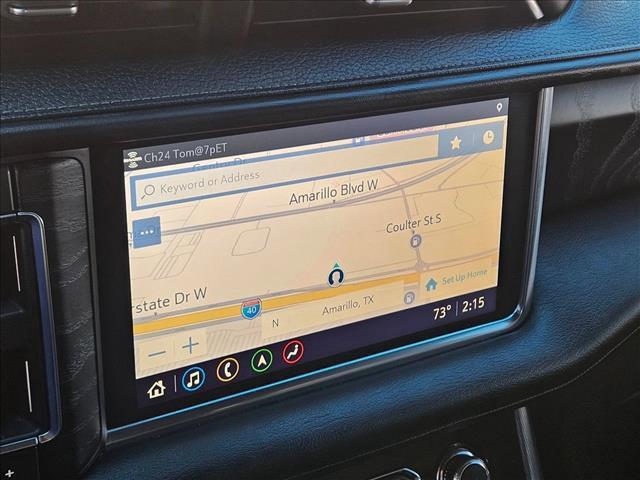 Ch24 Tom@7pET
Keyword or Address
Amarillo Blvd W
Coulter St S
rstate Dr W
40
N
Amarillo, TX
Set Up Home
73° 2:15